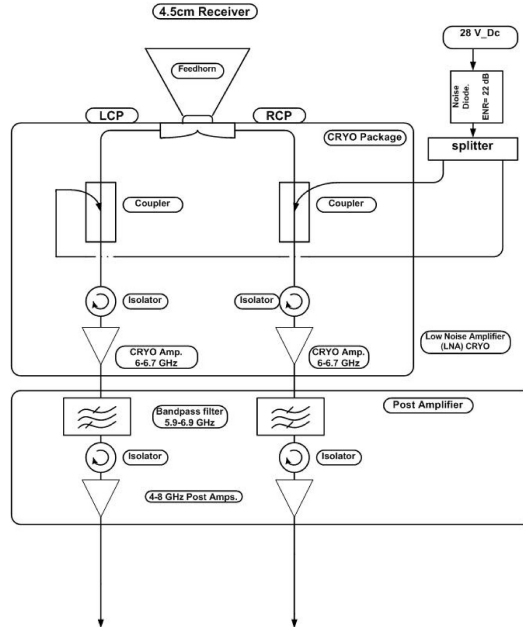 4.5cm Receiver
28 V_Dc
Feedhorn
Noise
Diode.
ENR= 22 dB
LCP
RCP
CRYO Package
splitter
Coupler
Coupler
Isolator
Isolator
Low Noise Amplifier
(LNA) CRYO
CRYO Amp.
6-6.7 GHz
CRYO Amp.
6-6.7 GHz
Post Amplifier
Bandpass filter
5.9-6.9 GHz
Isolator
Isolator
4-8 GHz Post Amps.